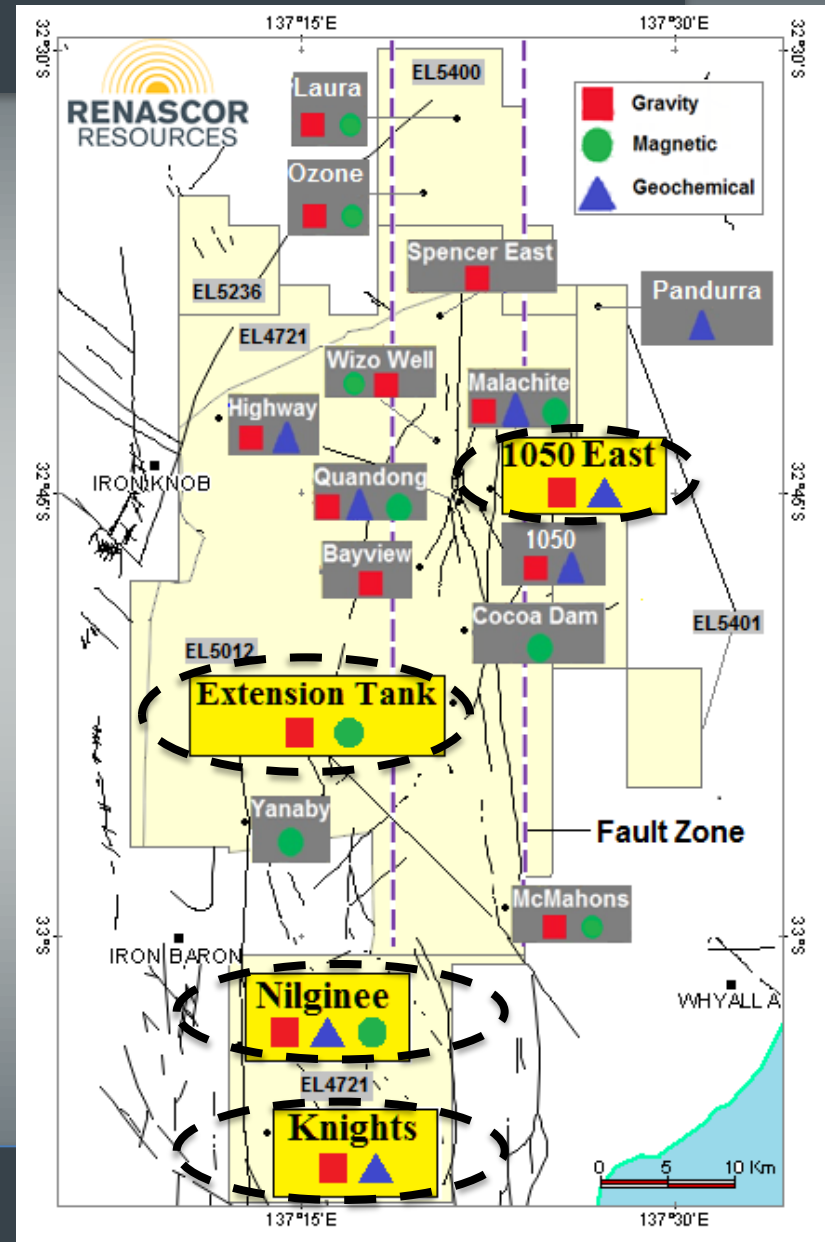 137°15'E
137°30'E
32°30'S
32°30'S
RENASCOR
RESOURCES
EL5400
Laura
Gravity
Magnetic
Geochemical
Ozone
Spencer East
EL5236
Pandurra
EL4721
Wizo Well
Malachite
Highway
1050 East
IRON KNOB
Quandong
32°45'S
32°45'S
1050
Bayview
Cocoa Dam
EL5401
EL5012
Extension Tank
Yanaby
Fault Zone
McMahons
33°S
33°S
IRON BARON
Nilginee
WHYALLA
EL4721
Knights
0 5 10 Km
137°15'E
137°30'E